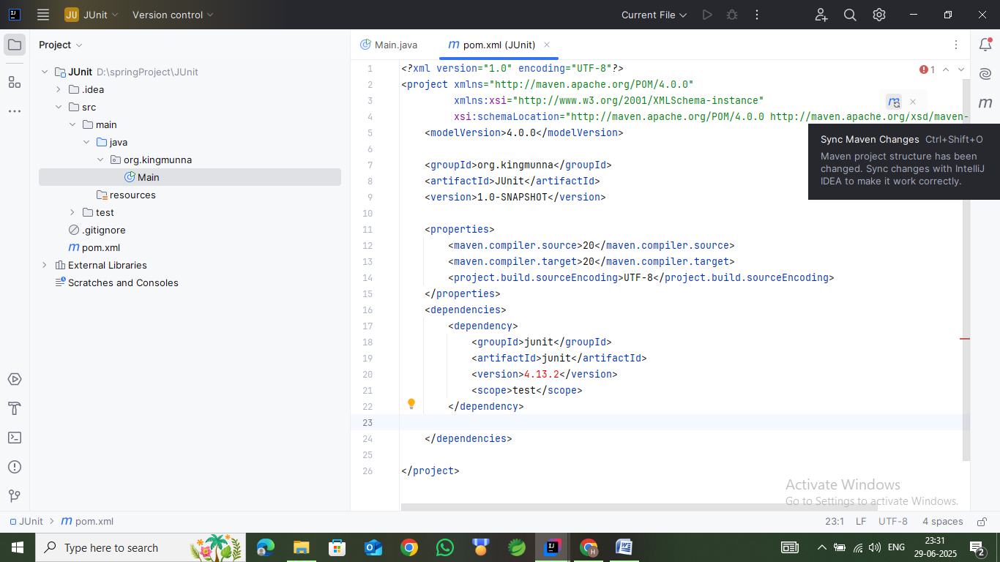 JU JUnit Version control Current File
Project
Main.java
m pom.xml (JUnit)
JUnit D:\springProject\JUnit
.idea
src
main
java
org.kingmunna
Main
resources
test
.gitignore
m pom.xml
External Libraries
Scratches and Consoles
1 <?xml version="1.0" encoding="UTF-8"?>
2 <project xmlns="http://maven.apache.org/POM/4.0.0"
3 xmlns:xsi="http://www.w3.org/2001/XMLSchema-instance"
4 xsi:schemaLocation="http://maven.apache.org/POM/4.0.0 http://maven.apache.org/xsd/maven-
5 <modelVersion>4.0.0</modelVersion>
6
7 <groupId>org.kingmunna</groupId>
8 <artifactId>JUnit</artifactId>
9 <version>1.0-SNAPSHOT</version>
10
11 <properties>
12 <maven.compiler.source>20</maven.compiler.source>
13 <maven.compiler.target>20</maven.compiler.target>
14 <project.build.sourceEncoding>UTF-8</project.build.sourceEncoding>
15 </properties>
16 <dependencies>
17 <dependency>
18 <groupId>junit</groupId>
19 <artifactId>junit</artifactId>
20 <version>4.13.2</version>
21 <scope>test</scope>
22 </dependency>
23
24 </dependencies>
25
26 </project>
1
Sync Maven Changes Ctrl+Shift+O
Maven project structure has been
changed. Sync changes with IntelliJ
IDEA to make it work correctly.
Activate Windows
Go to Settings to activate Windows.
JUnit m pom.xml
23:1 LF UTF-8 4 spaces
Type here to search
ENG
23:31
29-06-2025
2